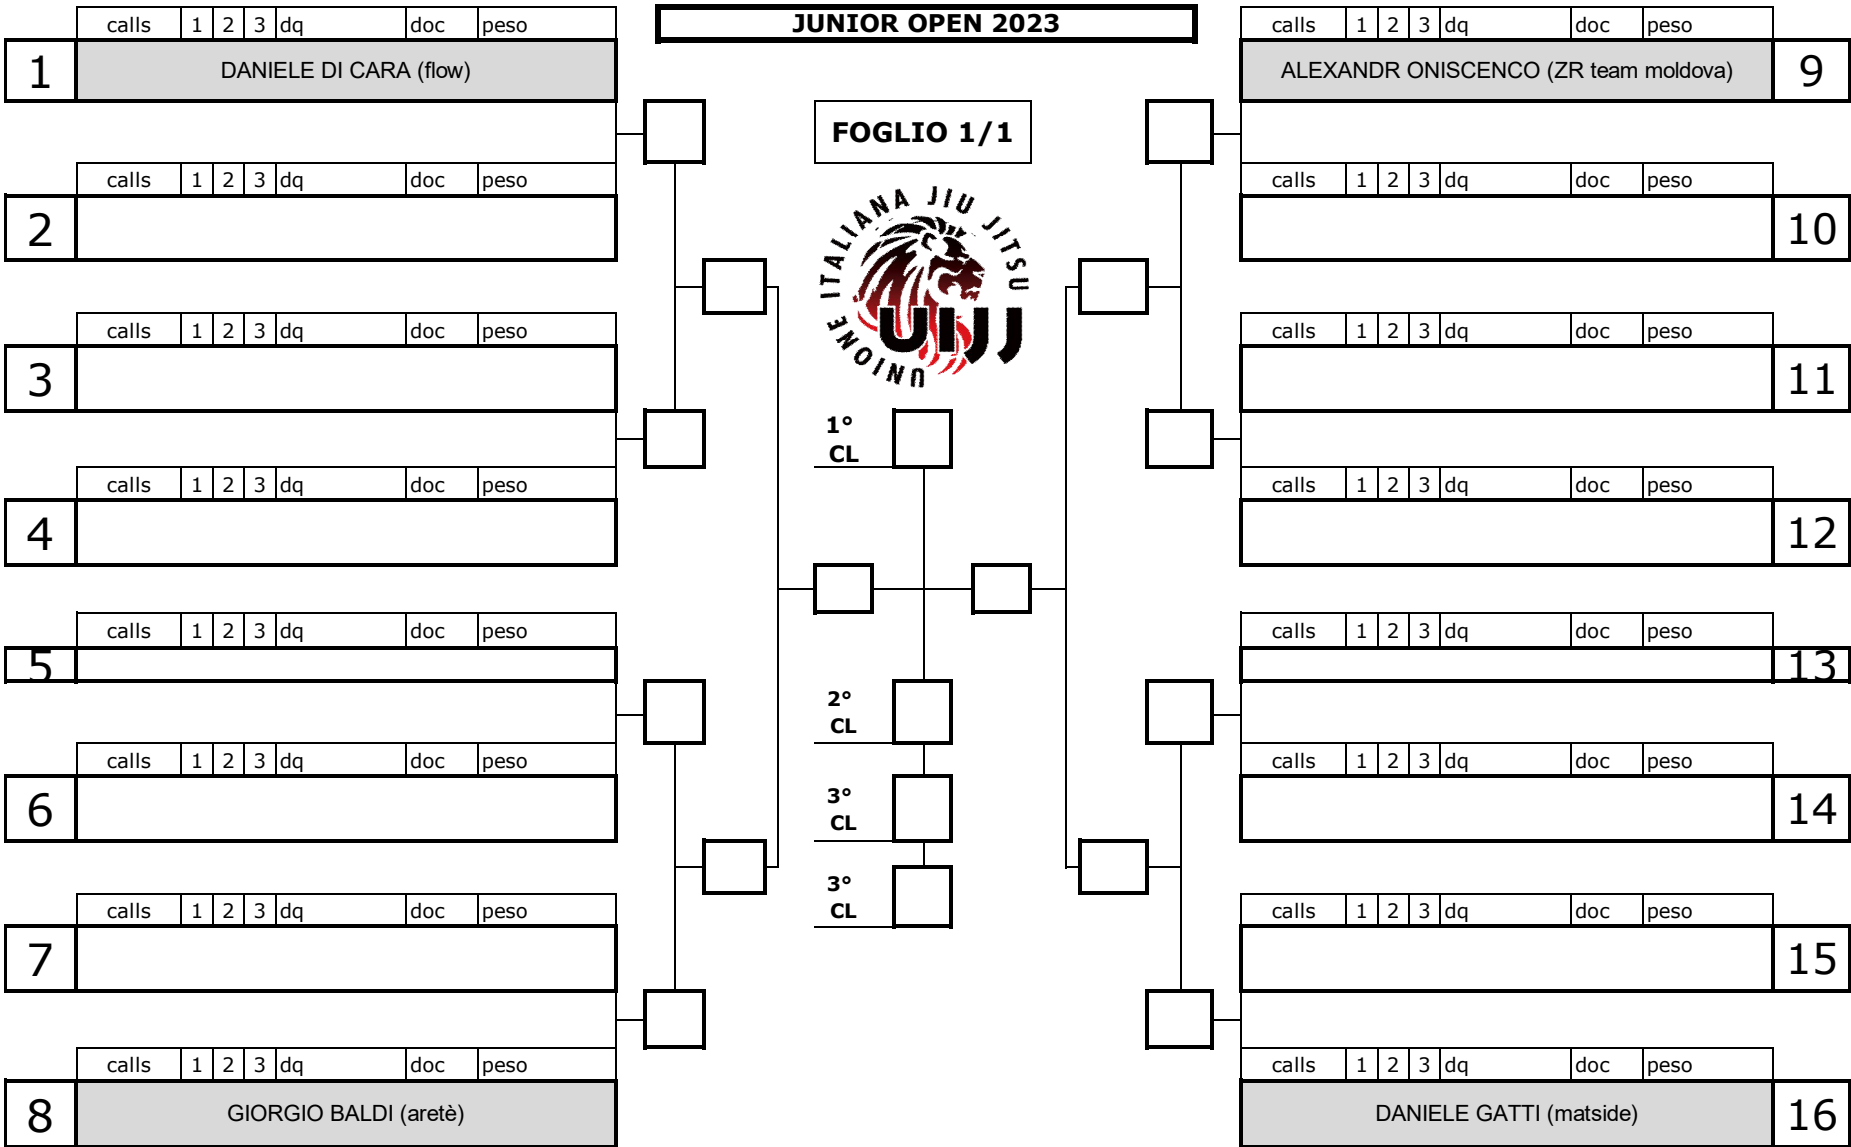 JUNIOR OPEN 2023
FOGLIO 1/1
UNIONE ITALIANA JIU JITSU
UIJJ
calls 1 2 3 dq doc peso
1 DANIELE DI CARA (flow)
calls 1 2 3 dq doc peso
2
calls 1 2 3 dq doc peso
3
calls 1 2 3 dq doc peso
4
calls 1 2 3 dq doc peso
5
calls 1 2 3 dq doc peso
6
calls 1 2 3 dq doc peso
7
calls 1 2 3 dq doc peso
8 GIORGIO BALDI (aretè)
1°
CL
2°
CL
3°
CL
3°
CL
calls 1 2 3 dq doc peso
ALEXANDR ONISCENCO (ZR team moldova) 9
calls 1 2 3 dq doc peso
10
calls 1 2 3 dq doc peso
11
calls 1 2 3 dq doc peso
12
calls 1 2 3 dq doc peso
13
calls 1 2 3 dq doc peso
14
calls 1 2 3 dq doc peso
15
calls 1 2 3 dq doc peso
DANIELE GATTI (matside) 16